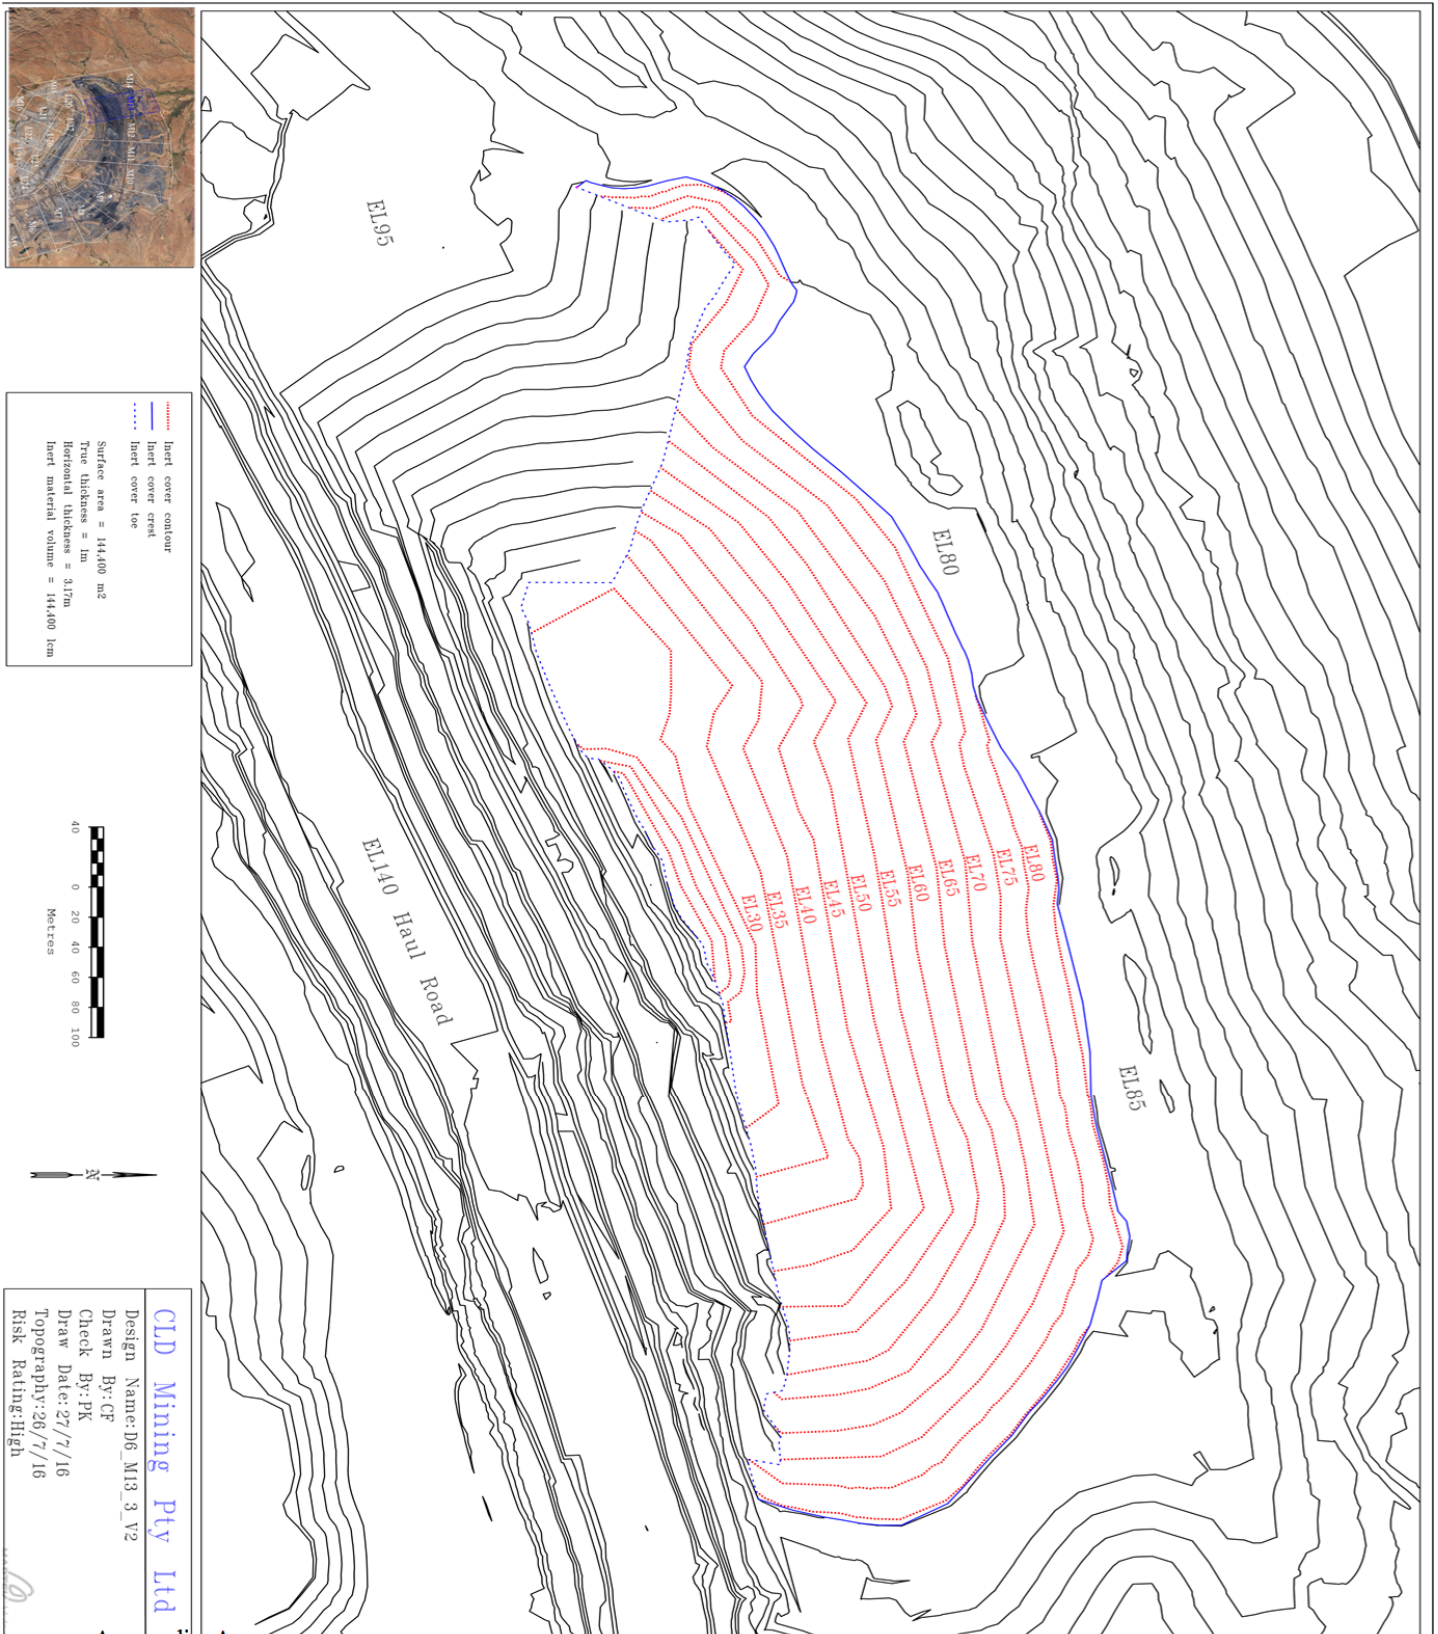 EL95
EL80
EL85
EL140 Haul Road
EL30
EL35
EL40
EL45
EL50
EL55
EL60
EL65
EL70
EL75
EL80
Inert cover contour
Inert cover crest
Inert cover toe
Surface area = 144,400 m2
True thickness = 1m
Horizontal thickness = 3.17m
Inert material volume = 144,400 lcm
40 0 20 40 60 80 100
Metres
N
CLD Mining Pty Ltd
Design Name:D6_M13_3_V2
Drawn By:CF
Check By:PK
Draw Date:27/7/16
Topography:26/7/16
Risk Rating:High